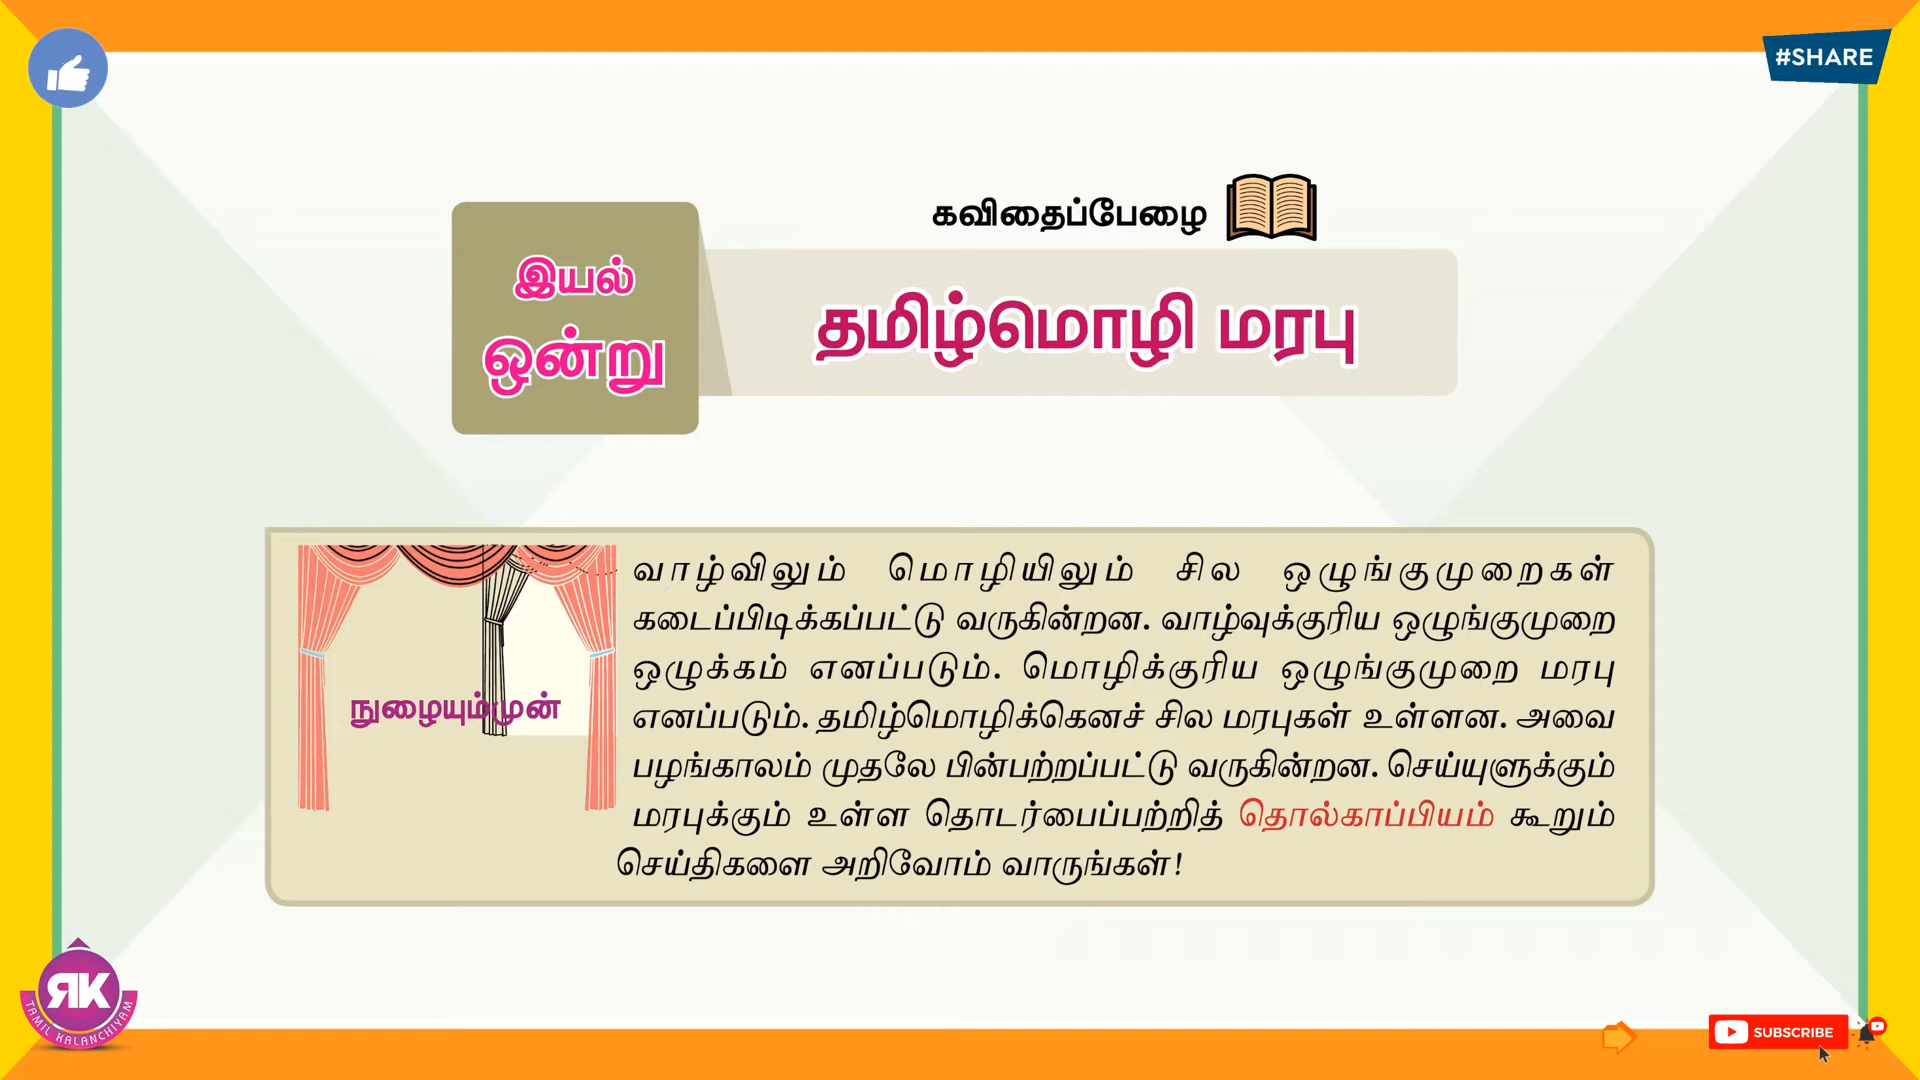 #SHARE
கவிதைப்பேழை
இயல்
ஒன்று
தமிழ்மொழி மரபு
நுழையும்முன்
வாழ்விலும் மொழியிலும் சில ஒழுங்குமுறைகள்
கடைப்பிடிக்கப்பட்டு வருகின்றன. வாழ்வுக்குரிய ஒழுங்குமுறை
ஒழுக்கம் எனப்படும். மொழிக்குரிய ஒழுங்குமுறை மரபு
எனப்படும். தமிழ்மொழிக்கெனச் சில மரபுகள் உள்ளன. அவை
பழங்காலம் முதலே பின்பற்றப்பட்டு வருகின்றன. செய்யுளுக்கும்
மரபுக்கும் உள்ள தொடர்பைப்பற்றித் தொல்காப்பியம் கூறும்
செய்திகளை அறிவோம் வாருங்கள்!
RK
TAMIL KALANCHIYAM
SUBSCRIBE